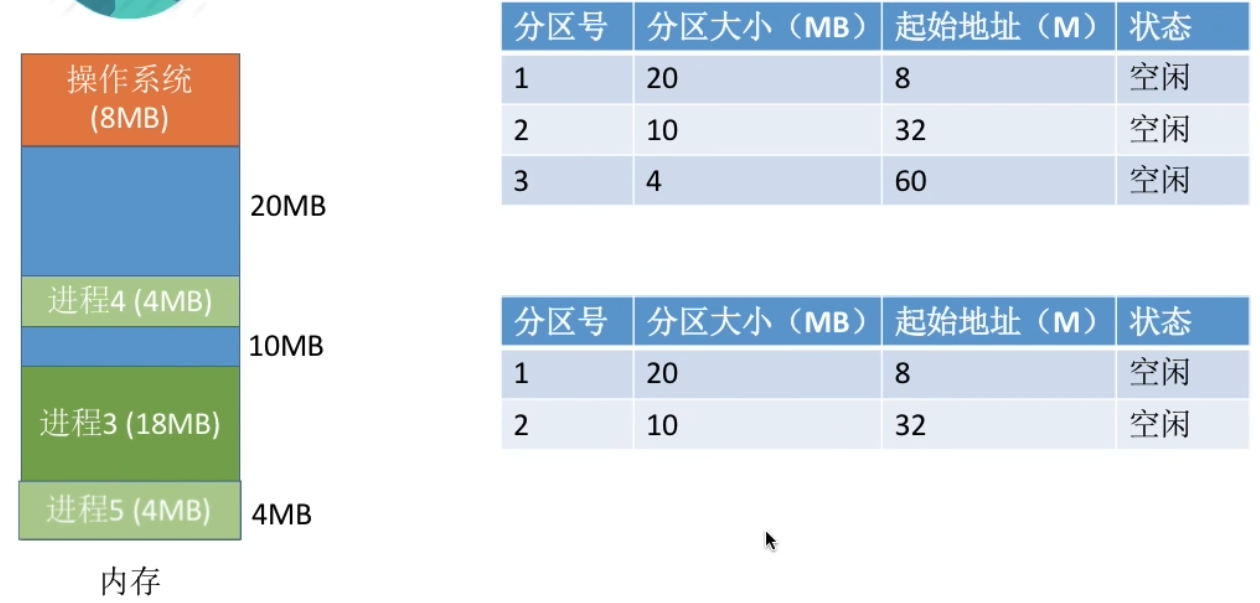 操作系统
(8MB)
20MB
进程4 (4MB)
10MB
进程3 (18MB)
进程5 (4MB)
4MB
内存
分区号 分区大小（MB） 起始地址（M） 状态
1 20 8 空闲
2 10 32 空闲
3 4 60 空闲
分区号 分区大小（MB） 起始地址（M） 状态
1 20 8 空闲
2 10 32 空闲